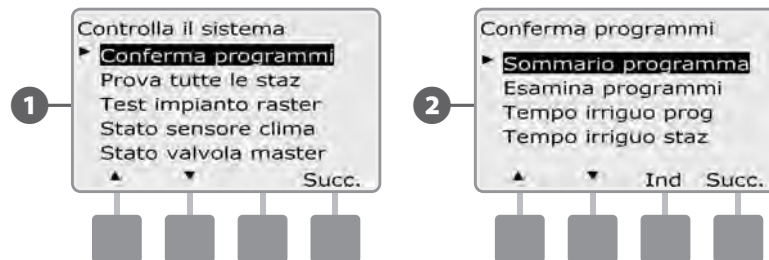 Controlla il sistema
Conferma programmi
Prova tutte le staz
Test impianto raster
Stato sensore clima
Stato valvola master
Succ.
1
Conferma programmi
Sommario programma
Esamina programmi
Tempo irriguo prog
Tempo irriguo staz
Ind Succ.
2